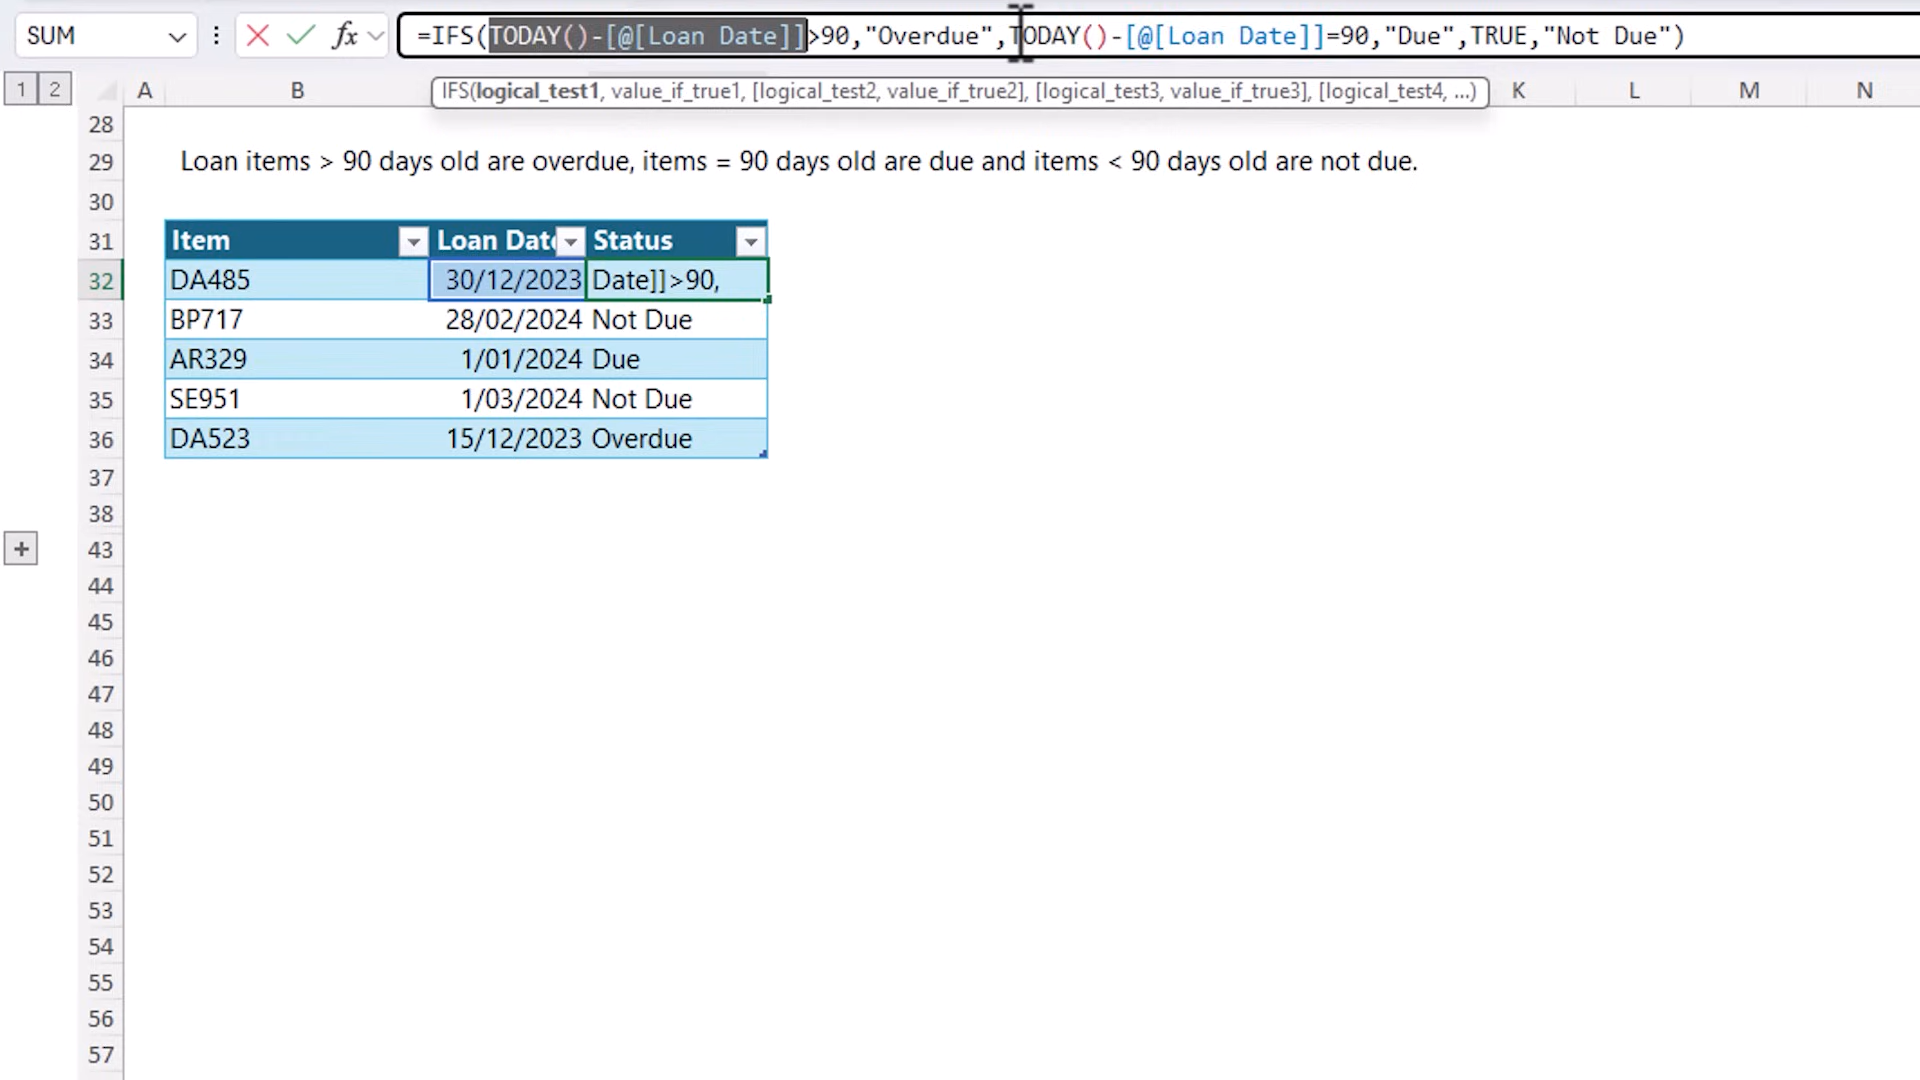 SUM
fx
=IFS(TODAY()-[@[Loan Date]]>90,"Overdue",TODAY()-[@[Loan Date]]=90,"Due",TRUE,"Not Due")
IFS(logical_test1, value_if_true1, [logical_test2, value_if_true2], [logical_test3, value_if_true3], [logical_test4, ...)
1 2
A B K L M N
28
29 Loan items > 90 days old are overdue, items = 90 days old are due and items < 90 days old are not due.
30
31 Item Loan Date Status
32 DA485 30/12/2023 Date]]>90,
33 BP717 28/02/2024 Not Due
34 AR329 1/01/2024 Due
35 SE951 1/03/2024 Not Due
36 DA523 15/12/2023 Overdue
37
38
43
44
45
46
47
48
49
50
51
52
53
54
55
56
57